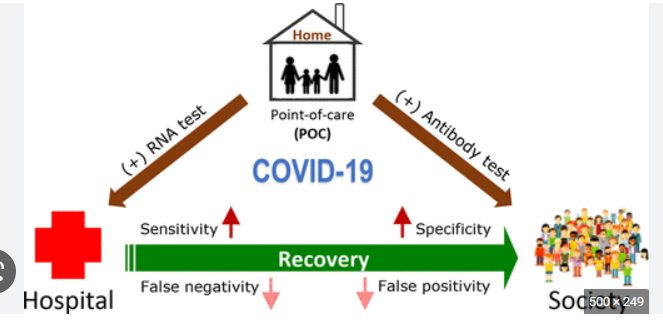 Home
Point-of-care
(POC)
(+) RNA test
(+) Antibody test
COVID-19
Sensitivity
Specificity
Recovery
False negativity
False positivity
Hospital
Society
500 × 249